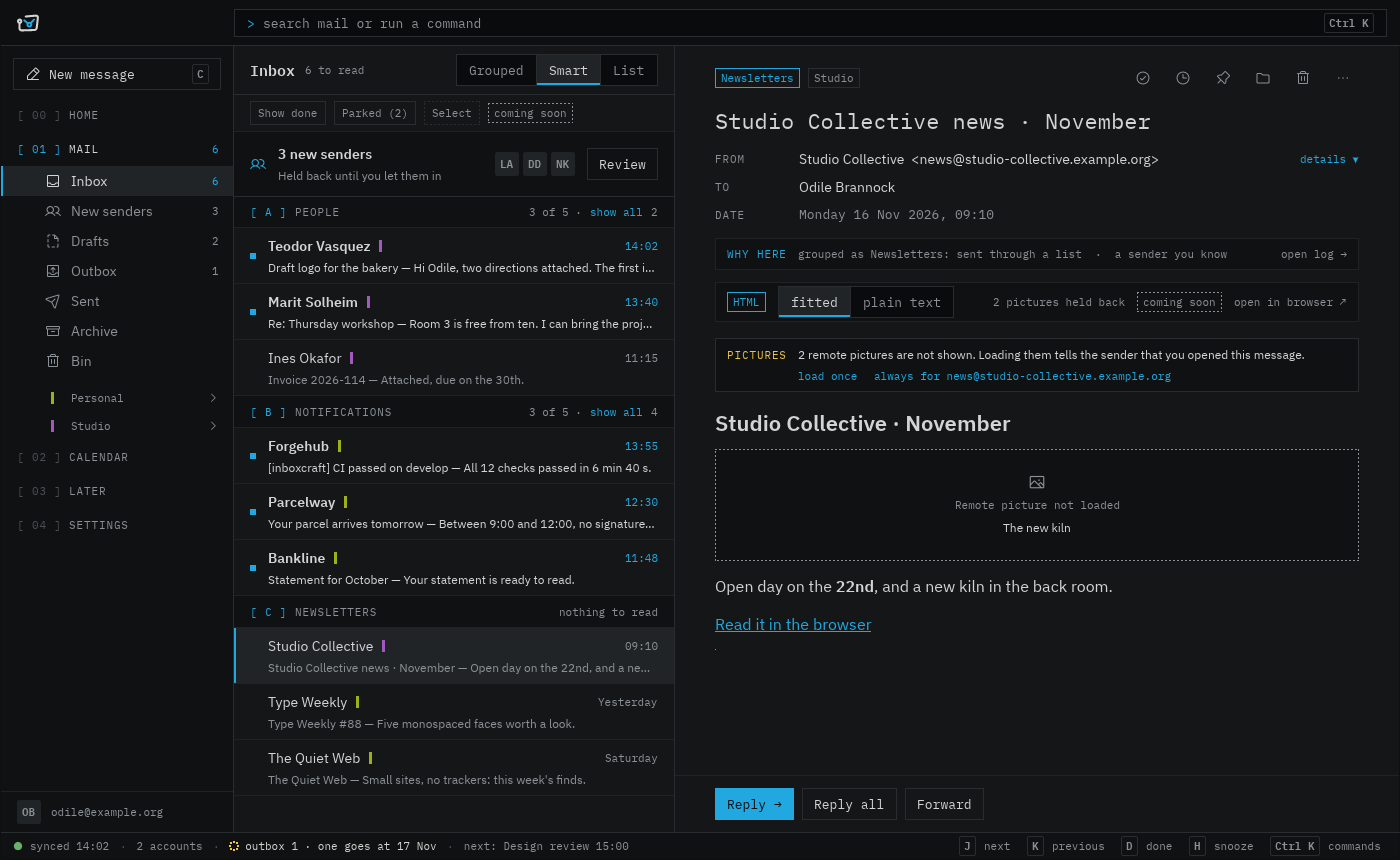 > search mail or run a command Ctrl K
New message C
[ 00 ] HOME
[ 01 ] MAIL 6
Inbox 6
New senders 3
Drafts 2
Outbox 1
Sent
Archive
Bin
Personal
Studio
[ 02 ] CALENDAR
[ 03 ] LATER
[ 04 ] SETTINGS
OB odile@example.org
Inbox 6 to read Grouped Smart List
Show done Parked (2) Select coming soon
3 new senders
Held back until you let them in
LA DD NK Review
[ A ] PEOPLE 3 of 5 · show all 2
Teodor Vasquez 14:02
Draft logo for the bakery — Hi Odile, two directions attached. The first i…
Marit Solheim 13:40
Re: Thursday workshop — Room 3 is free from ten. I can bring the proj…
Ines Okafor 11:15
Invoice 2026-114 — Attached, due on the 30th.
[ B ] NOTIFICATIONS 3 of 5 · show all 4
Forgehub 13:55
[inboxcraft] CI passed on develop — All 12 checks passed in 6 min 40 s.
Parcelway 12:30
Your parcel arrives tomorrow — Between 9:00 and 12:00, no signature…
Bankline 11:48
Statement for October — Your statement is ready to read.
[ C ] NEWSLETTERS nothing to read
Studio Collective 09:10
Studio Collective news · November — Open day on the 22nd, and a ne…
Type Weekly Yesterday
Type Weekly #88 — Five monospaced faces worth a look.
The Quiet Web Saturday
The Quiet Web — Small sites, no trackers: this week's finds.
Newsletters Studio
Studio Collective news · November
FROM Studio Collective <news@studio-collective.example.org> details ▾
TO Odile Brannock
DATE Monday 16 Nov 2026, 09:10
WHY HERE grouped as Newsletters: sent through a list · a sender you know open log →
HTML fitted plain text 2 pictures held back coming soon open in browser ↗
PICTURES 2 remote pictures are not shown. Loading them tells the sender that you opened this message.
load once always for news@studio-collective.example.org
Studio Collective · November
Remote picture not loaded
The new kiln
Open day on the 22nd, and a new kiln in the back room.
Read it in the browser
Reply → Reply all Forward
synced 14:02 · 2 accounts · outbox 1 · one goes at 17 Nov · next: Design review 15:00
J next K previous D done H snooze Ctrl K commands